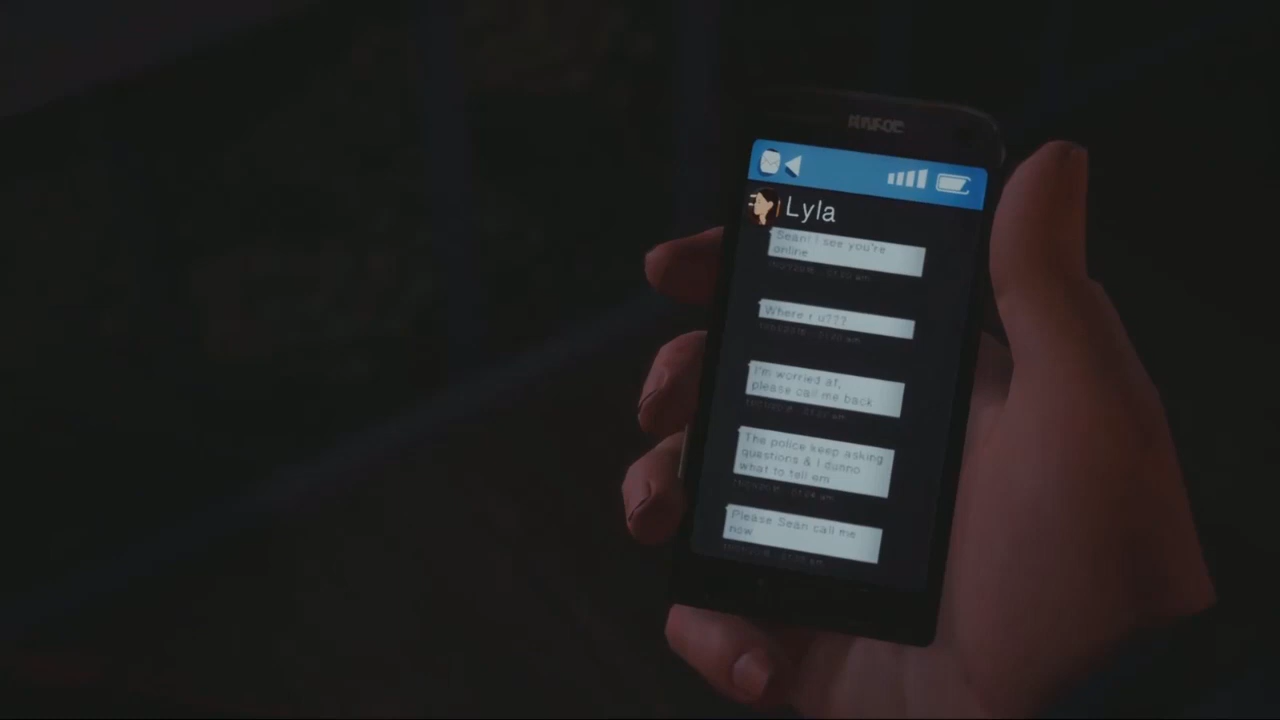 Lyla
Sean! I see you're
online
Where r u???
I'm worried af,
please call me back
The police keep asking
questions & I dunno
what to tell em
Please Sean call me
now